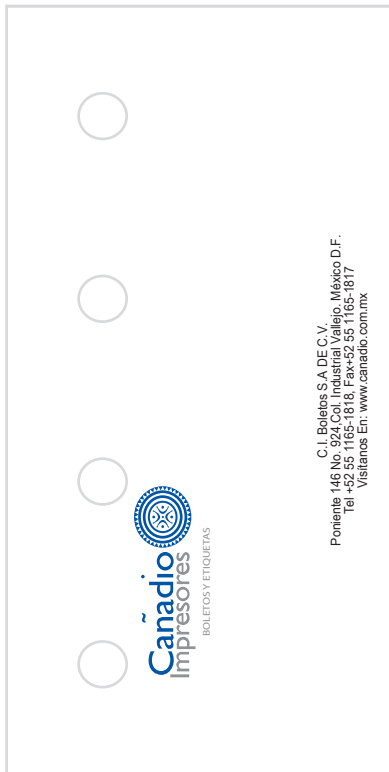 Cañadio
Impresores
BOLETOS Y ETIQUETAS
C.I. Boletos S.A DE C.V.
Poniente 146 No. 924,Col. Industrial Vallejo. México D.F.
Tel +52 55 1165-1818, Fax+52 55 1165-1817
Visítanos En: www.canadio.com.mx